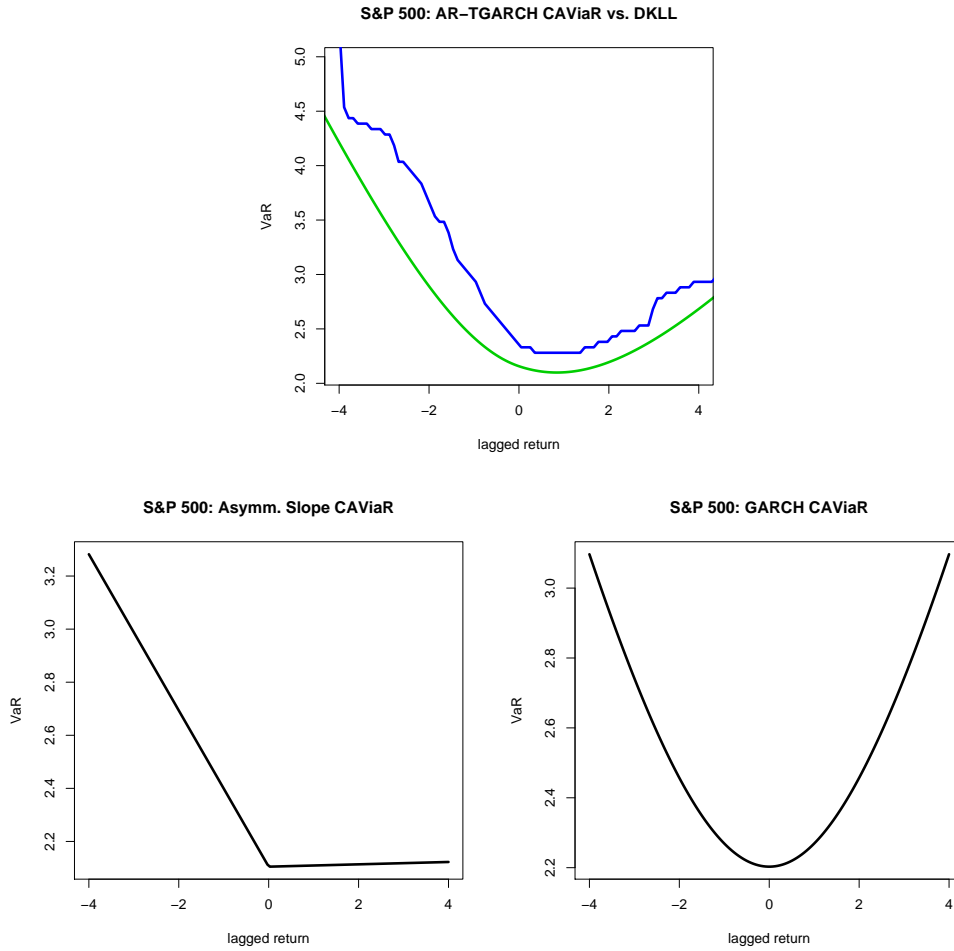 S&P 500: AR−TGARCH CAViaR vs. DKLL
5.0
4.5
4.0
3.5
3.0
2.5
2.0
VaR
−4 −2 0 2 4
lagged return
S&P 500: Asymm. Slope CAViaR
3.2
3.0
2.8
2.6
2.4
2.2
VaR
−4 −2 0 2 4
lagged return
S&P 500: GARCH CAViaR
3.0
2.8
2.6
2.4
2.2
VaR
−4 −2 0 2 4
lagged return